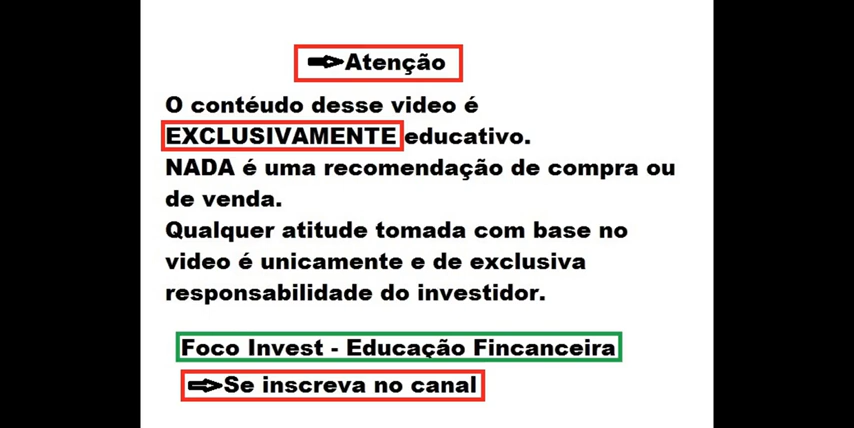 ⇨Atenção
O contéudo desse video é
EXCLUSIVAMENTE educativo.
NADA é uma recomendação de compra ou
de venda.
Qualquer atitude tomada com base no
video é unicamente e de exclusiva
responsabilidade do investidor.
Foco Invest - Educação Fincanceira
⇨Se inscreva no canal